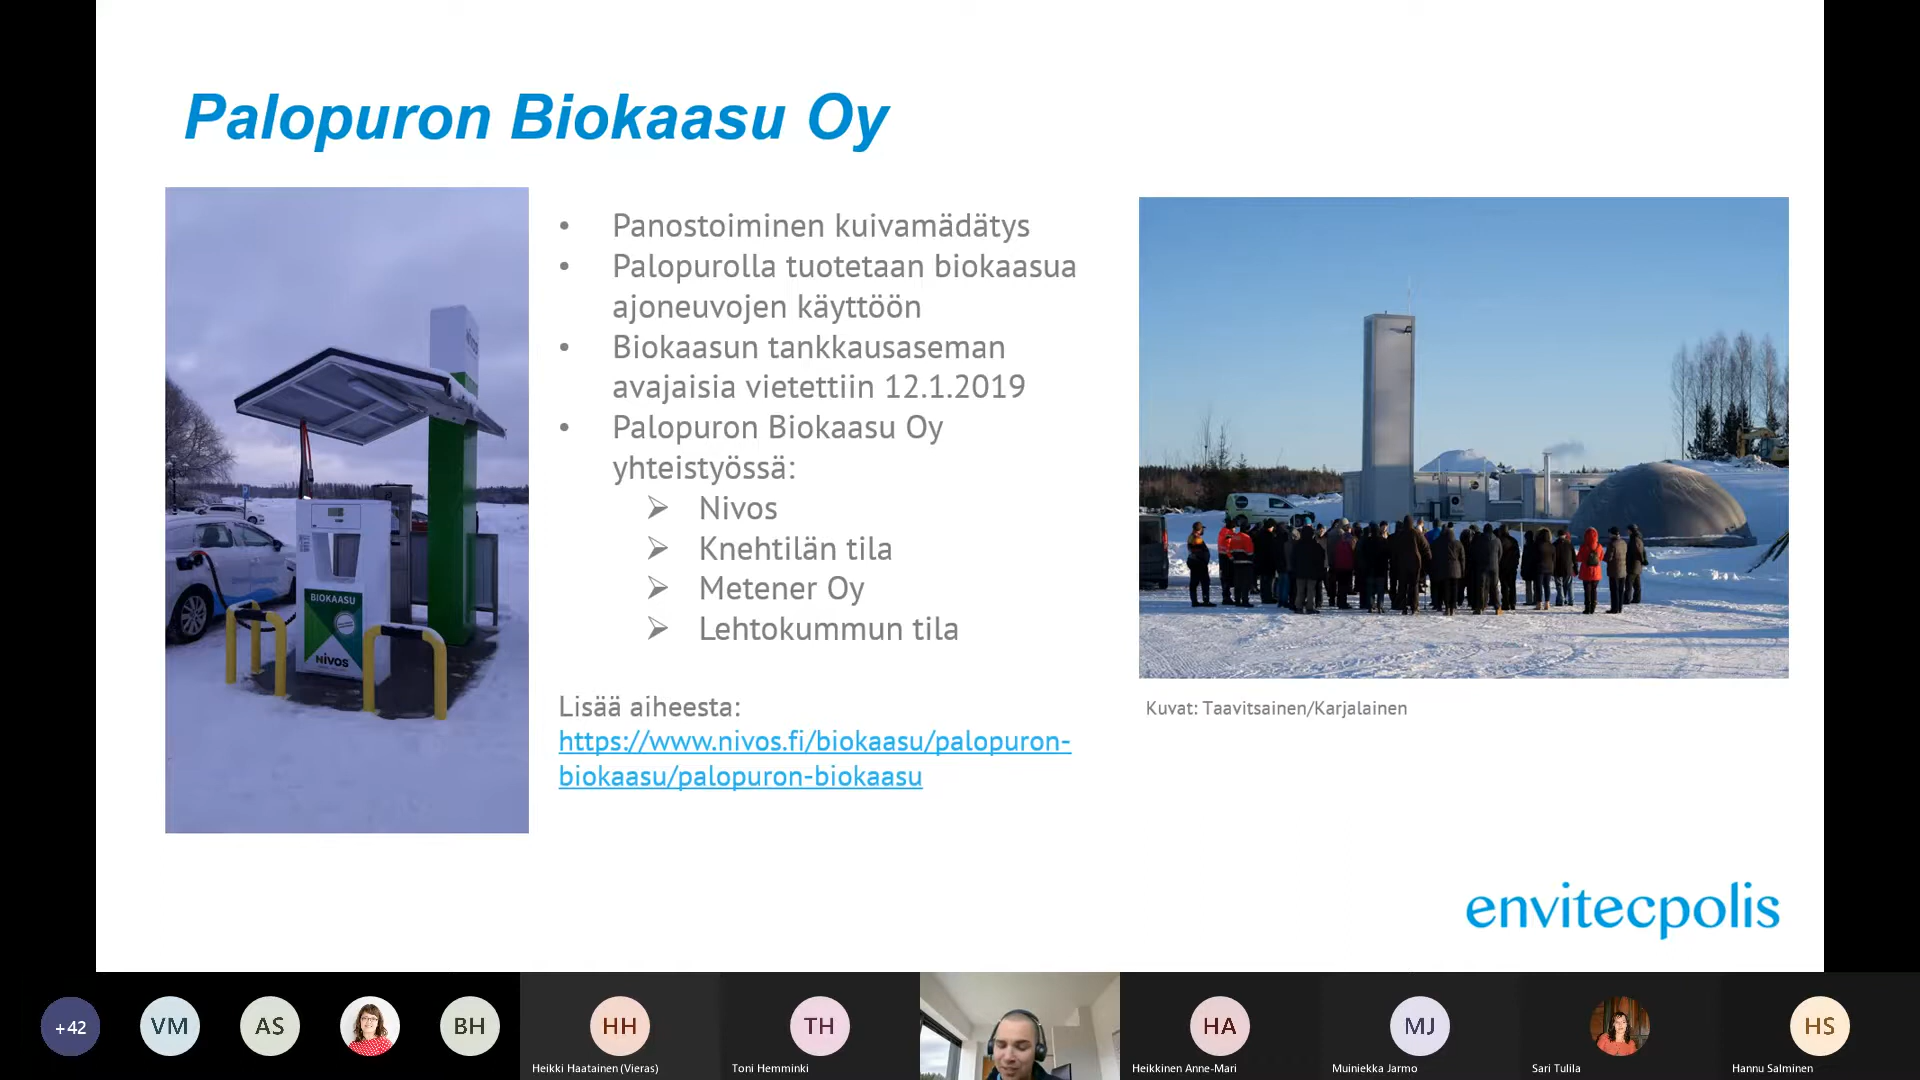 Palopuron Biokaasu Oy
• Panostoiminen kuivamädätys
• Palopurolla tuotetaan biokaasua
ajoneuvojen käyttöön
• Biokaasun tankkausaseman
avajaisia vietettiin 12.1.2019
• Palopuron Biokaasu Oy
yhteistyössä:
➢ Nivos
➢ Knehtilän tila
➢ Metener Oy
➢ Lehtokummun tila
Lisää aiheesta:
https://www.nivos.fi/biokaasu/palopuron-
biokaasu/palopuron-biokaasu
BIOKAASU
NIVOS
Kuvat: Taavitsainen/Karjalainen
envitecpolis
+42
VM
AS
BH
HH
Heikki Haatainen (Vieras)
TH
Toni Hemminki
HA
Heikkinen Anne-Mari
MJ
Muiniekka Jarmo
Sari Tulila
HS
Hannu Salminen